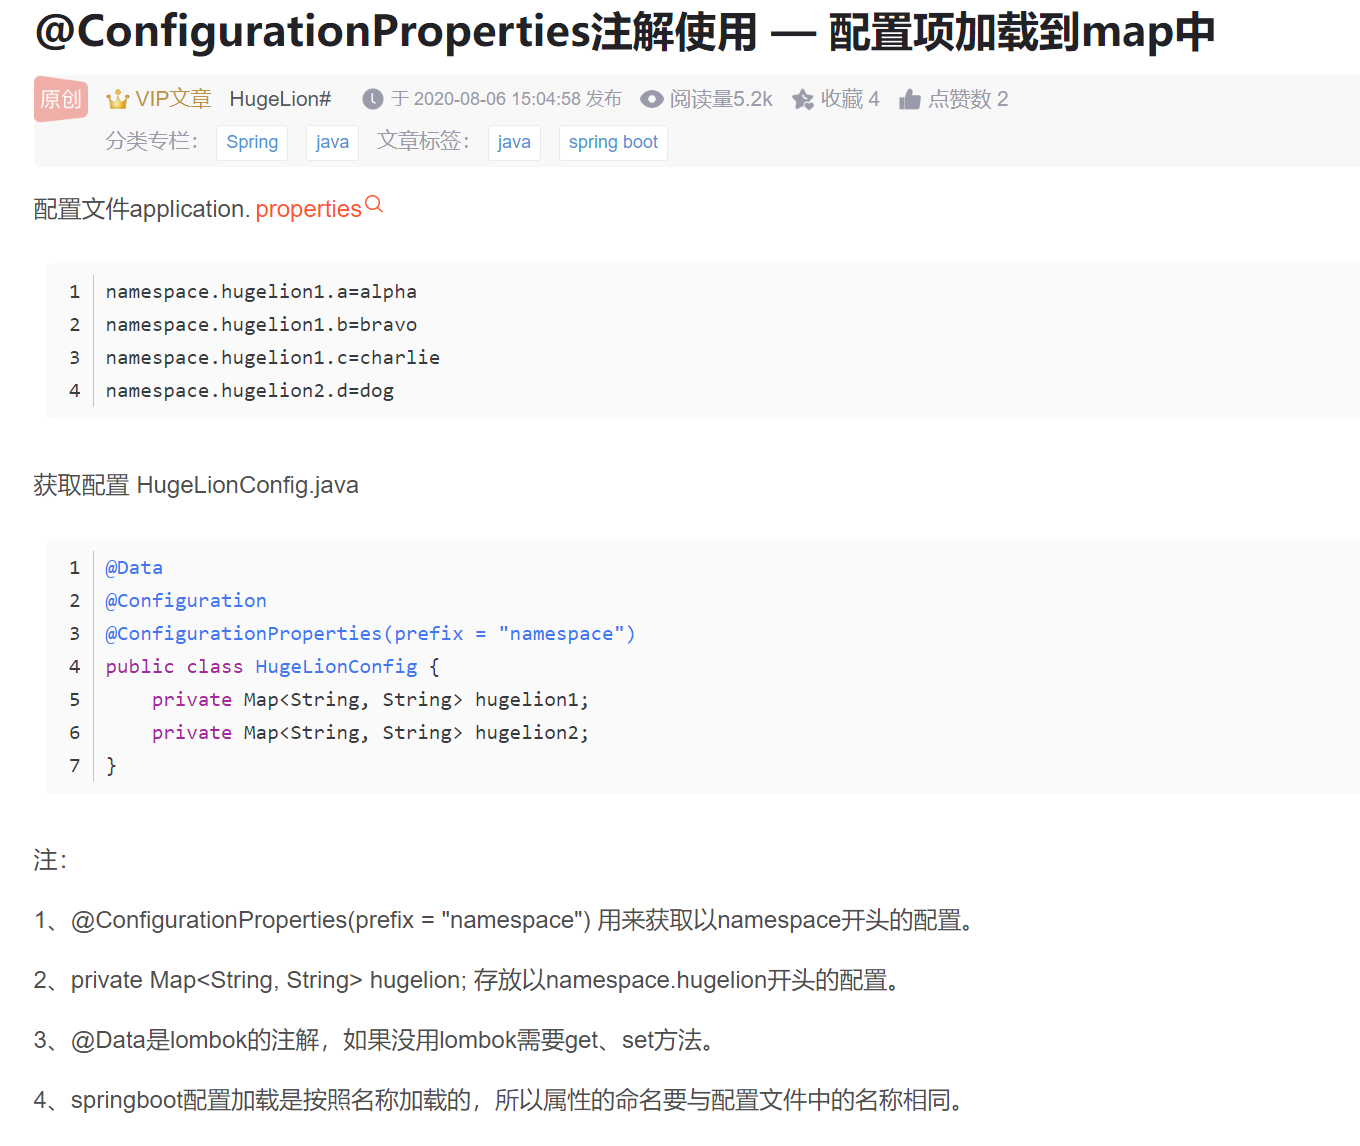 @ConfigurationProperties注解使用 — 配置项加载到map中
原创 VIP文章 HugeLion# 于 2020-08-06 15:04:58 发布 阅读量5.2k 收藏 4 点赞数 2
分类专栏： Spring java 文章标签： java spring boot
配置文件application. properties
1 namespace.hugelion1.a=alpha
2 namespace.hugelion1.b=bravo
3 namespace.hugelion1.c=charlie
4 namespace.hugelion2.d=dog
获取配置 HugeLionConfig.java
1 @Data
2 @Configuration
3 @ConfigurationProperties(prefix = "namespace")
4 public class HugeLionConfig {
5     private Map<String, String> hugelion1;
6     private Map<String, String> hugelion2;
7 }
注：
1、@ConfigurationProperties(prefix = "namespace") 用来获取以namespace开头的配置。
2、private Map<String, String> hugelion; 存放以namespace.hugelion开头的配置。
3、@Data是lombok的注解，如果没用lombok需要get、set方法。
4、springboot配置加载是按照名称加载的，所以属性的命名要与配置文件中的名称相同。